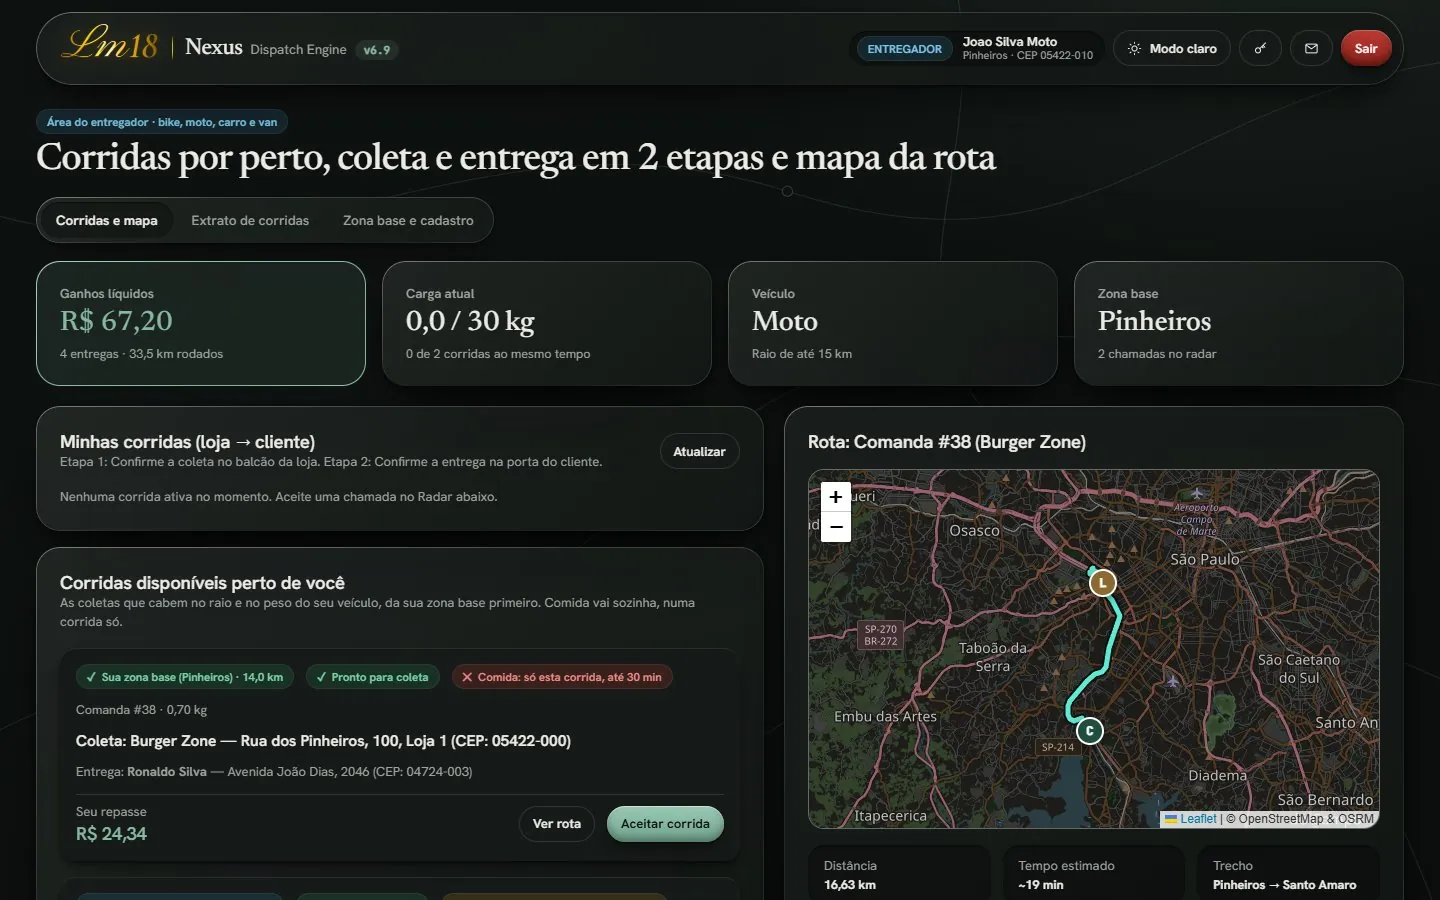 Lm18
Nexus Dispatch Engine v6.9
ENTREGADOR
Joao Silva Moto
Pinheiros · CEP 05422-010
Modo claro
Sair
Área do entregador · bike, moto, carro e van
Corridas por perto, coleta e entrega em 2 etapas e mapa da rota
Corridas e mapa
Extrato de corridas
Zona base e cadastro
Ganhos líquidos
R$ 67,20
4 entregas · 33,5 km rodados
Carga atual
0,0 / 30 kg
0 de 2 corridas ao mesmo tempo
Veículo
Moto
Raio de até 15 km
Zona base
Pinheiros
2 chamadas no radar
Minhas corridas (loja → cliente)
Etapa 1: Confirme a coleta no balcão da loja. Etapa 2: Confirme a entrega na porta do cliente.
Atualizar
Nenhuma corrida ativa no momento. Aceite uma chamada no Radar abaixo.
Corridas disponíveis perto de você
As coletas que cabem no raio e no peso do seu veículo, da sua zona base primeiro. Comida vai sozinha, numa
corrida só.
✓ Sua zona base (Pinheiros) · 14,0 km
✓ Pronto para coleta
✕ Comida: só esta corrida, até 30 min
Comanda #38 · 0,70 kg
Coleta: Burger Zone — Rua dos Pinheiros, 100, Loja 1 (CEP: 05422-000)
Entrega: Ronaldo Silva — Avenida João Dias, 2046 (CEP: 04724-003)
Seu repasse
R$ 24,34
Ver rota
Aceitar corrida
Rota: Comanda #38 (Burger Zone)
+
−
ueri
Osasco
Aeroporto
Campo
de Marte
São Paulo
L
SP-270
BR-272
Taboão da
Serra
São Caetano
do Sul
Embu das Artes
C
Santo An
SP-214
Diadema
São Bernardo
Itapecerica
Leaflet | © OpenStreetMap & OSRM
Distância
16,63 km
Tempo estimado
~19 min
Trecho
Pinheiros → Santo Amaro